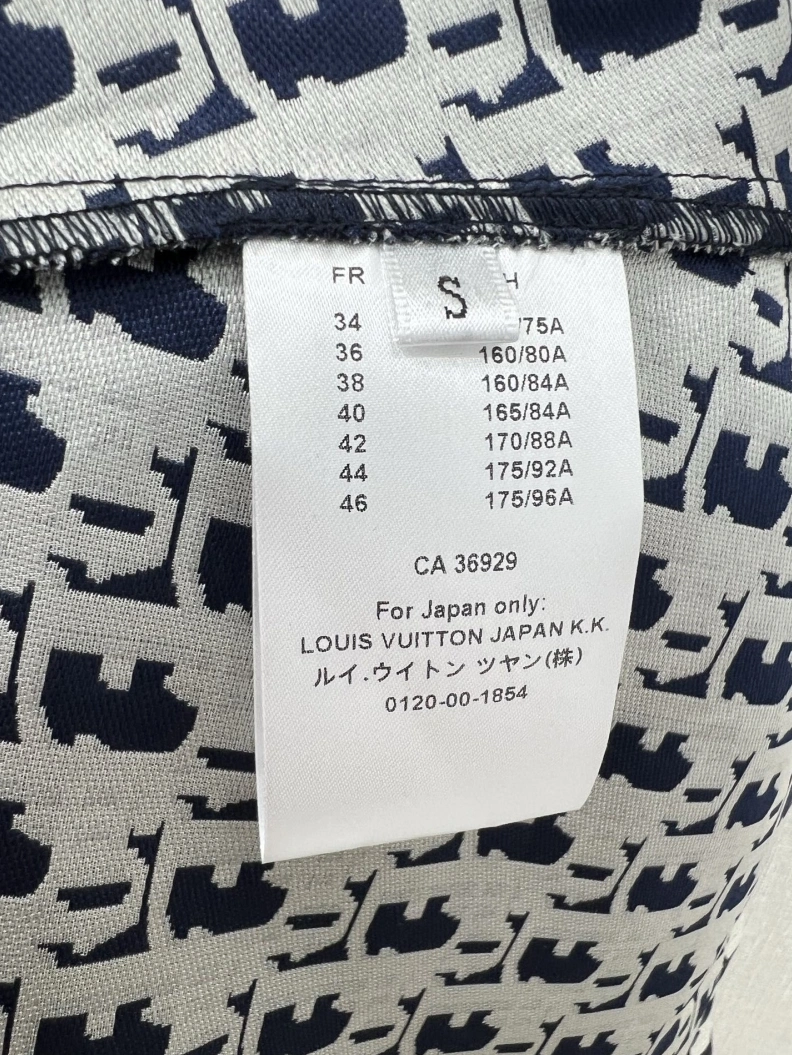 FR H
S
34 /75A
36 160/80A
38 160/84A
40 165/84A
42 170/88A
44 175/92A
46 175/96A
CA 36929
For Japan only:
LOUIS VUITTON JAPAN K.K.
ルイ.ウイトン ツヤン(株)
0120-00-1854